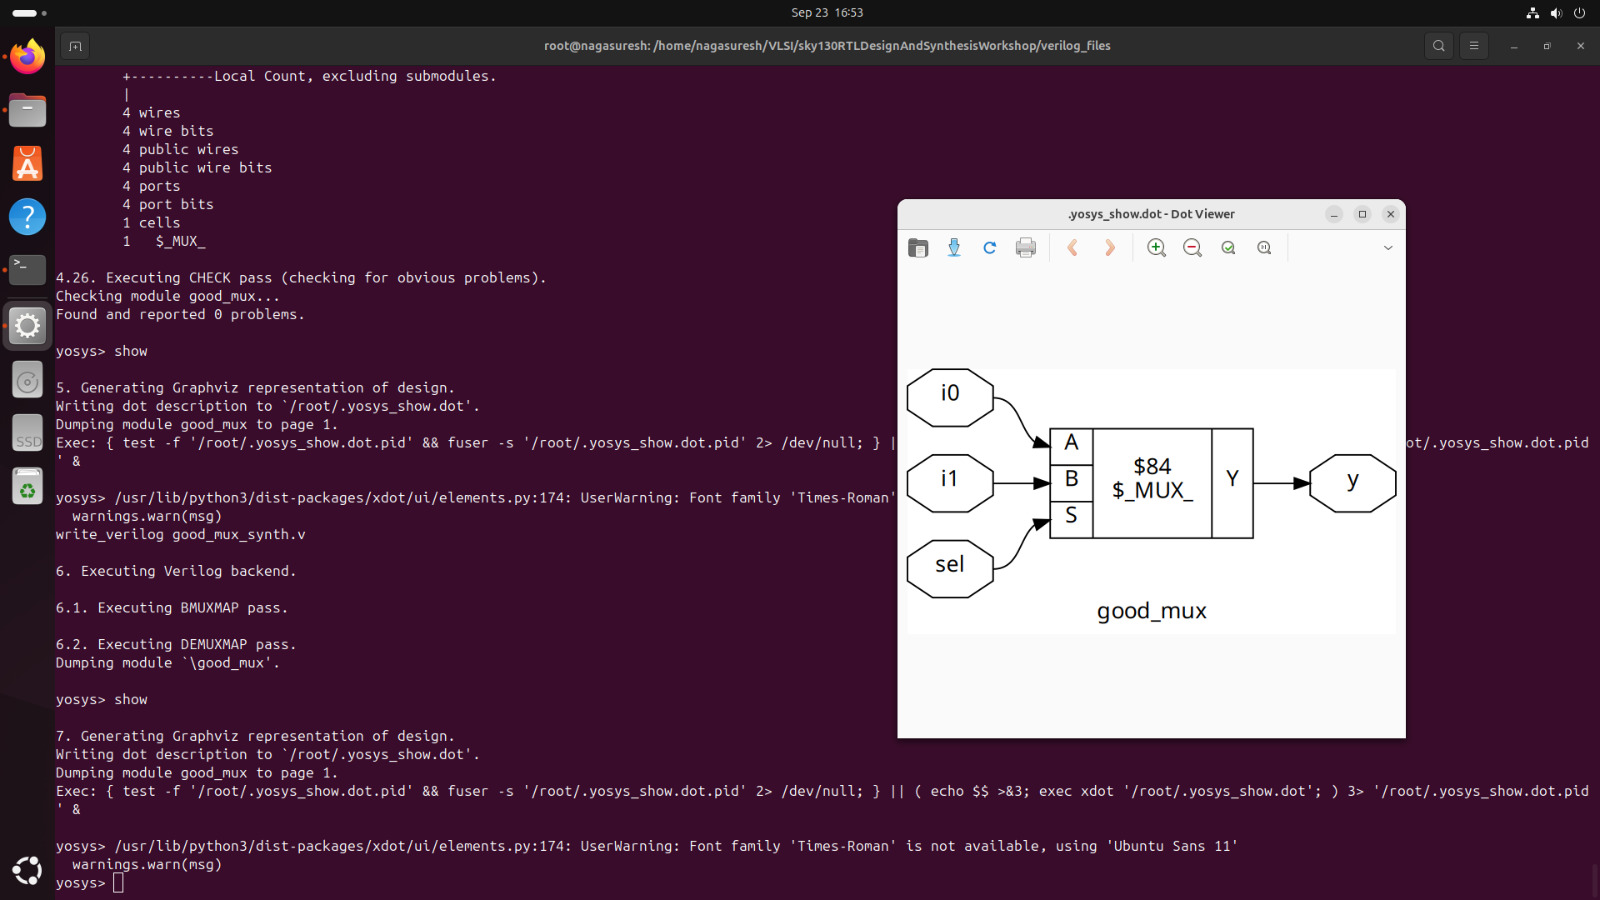 Sep 23 16:53
root@nagasuresh: /home/nagasuresh/VLSI/sky130RTLDesignAndSynthesisWorkshop/verilog_files
+----------Local Count, excluding submodules.
|
4 wires
4 wire bits
4 public wires
4 public wire bits
4 ports
4 port bits
1 cells
1   $_MUX_
4.26. Executing CHECK pass (checking for obvious problems).
Checking module good_mux...
Found and reported 0 problems.
yosys> show
5. Generating Graphviz representation of design.
Writing dot description to `/root/.yosys_show.dot'.
Dumping module good_mux to page 1.
Exec: { test -f '/root/.yosys_show.dot.pid' && fuser -s '/root/.yosys_show.dot.pid' 2> /dev/null; } || ot/.yosys_show.dot.pid
' &
yosys> /usr/lib/python3/dist-packages/xdot/ui/elements.py:174: UserWarning: Font family 'Times-Roman'
warnings.warn(msg)
write_verilog good_mux_synth.v
6. Executing Verilog backend.
6.1. Executing BMUXMAP pass.
6.2. Executing DEMUXMAP pass.
Dumping module `\good_mux'.
yosys> show
7. Generating Graphviz representation of design.
Writing dot description to `/root/.yosys_show.dot'.
Dumping module good_mux to page 1.
Exec: { test -f '/root/.yosys_show.dot.pid' && fuser -s '/root/.yosys_show.dot.pid' 2> /dev/null; } || ( echo $$ >&3; exec xdot '/root/.yosys_show.dot'; ) 3> '/root/.yosys_show.dot.pid
' &
yosys> /usr/lib/python3/dist-packages/xdot/ui/elements.py:174: UserWarning: Font family 'Times-Roman' is not available, using 'Ubuntu Sans 11'
warnings.warn(msg)
yosys>
.yosys_show.dot - Dot Viewer
i0
i1
sel
A
B
S
$84
$_MUX_
Y
y
good_mux
SSD